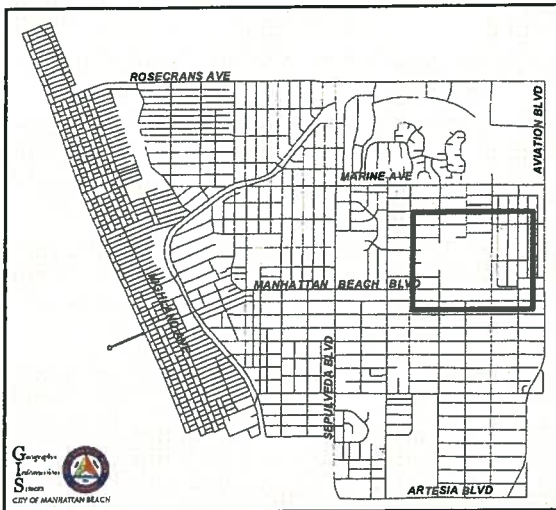 ROSECRANS AVE
AVIATION BLVD
MARINE AVE
HIGHLAND AVE
MANHATTAN BEACH BLVD
SEPULVEDA BLVD
ARTESIA BLVD
Geographic
Information
System
CITY OF MANHATTAN BEACH